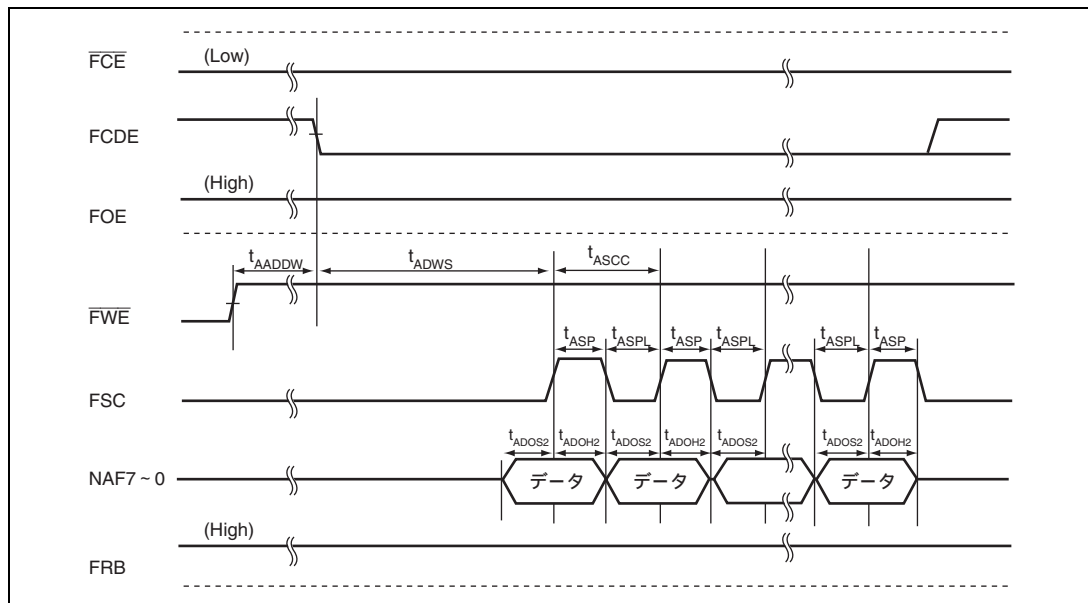 FCE (Low)
FCDE
FOE (High)
tAADDW tADWS tASCC
FWE
tASP tASPL tASP tASPL tASPL tASP
FSC
tADOS2 tADOH2 tADOS2 tADOH2 tADOS2 tADOS2 tADOH2
NAF7 ~ 0 データ データ データ
(High)
FRB